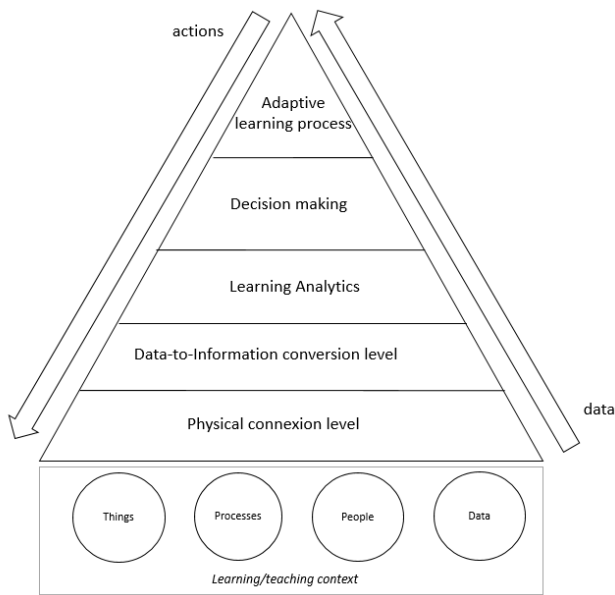 actions
Adaptive
learning process
Decision making
Learning Analytics
Data-to-Information conversion level
data
Physical connexion level
Things
Processes
People
Data
Learning/teaching context